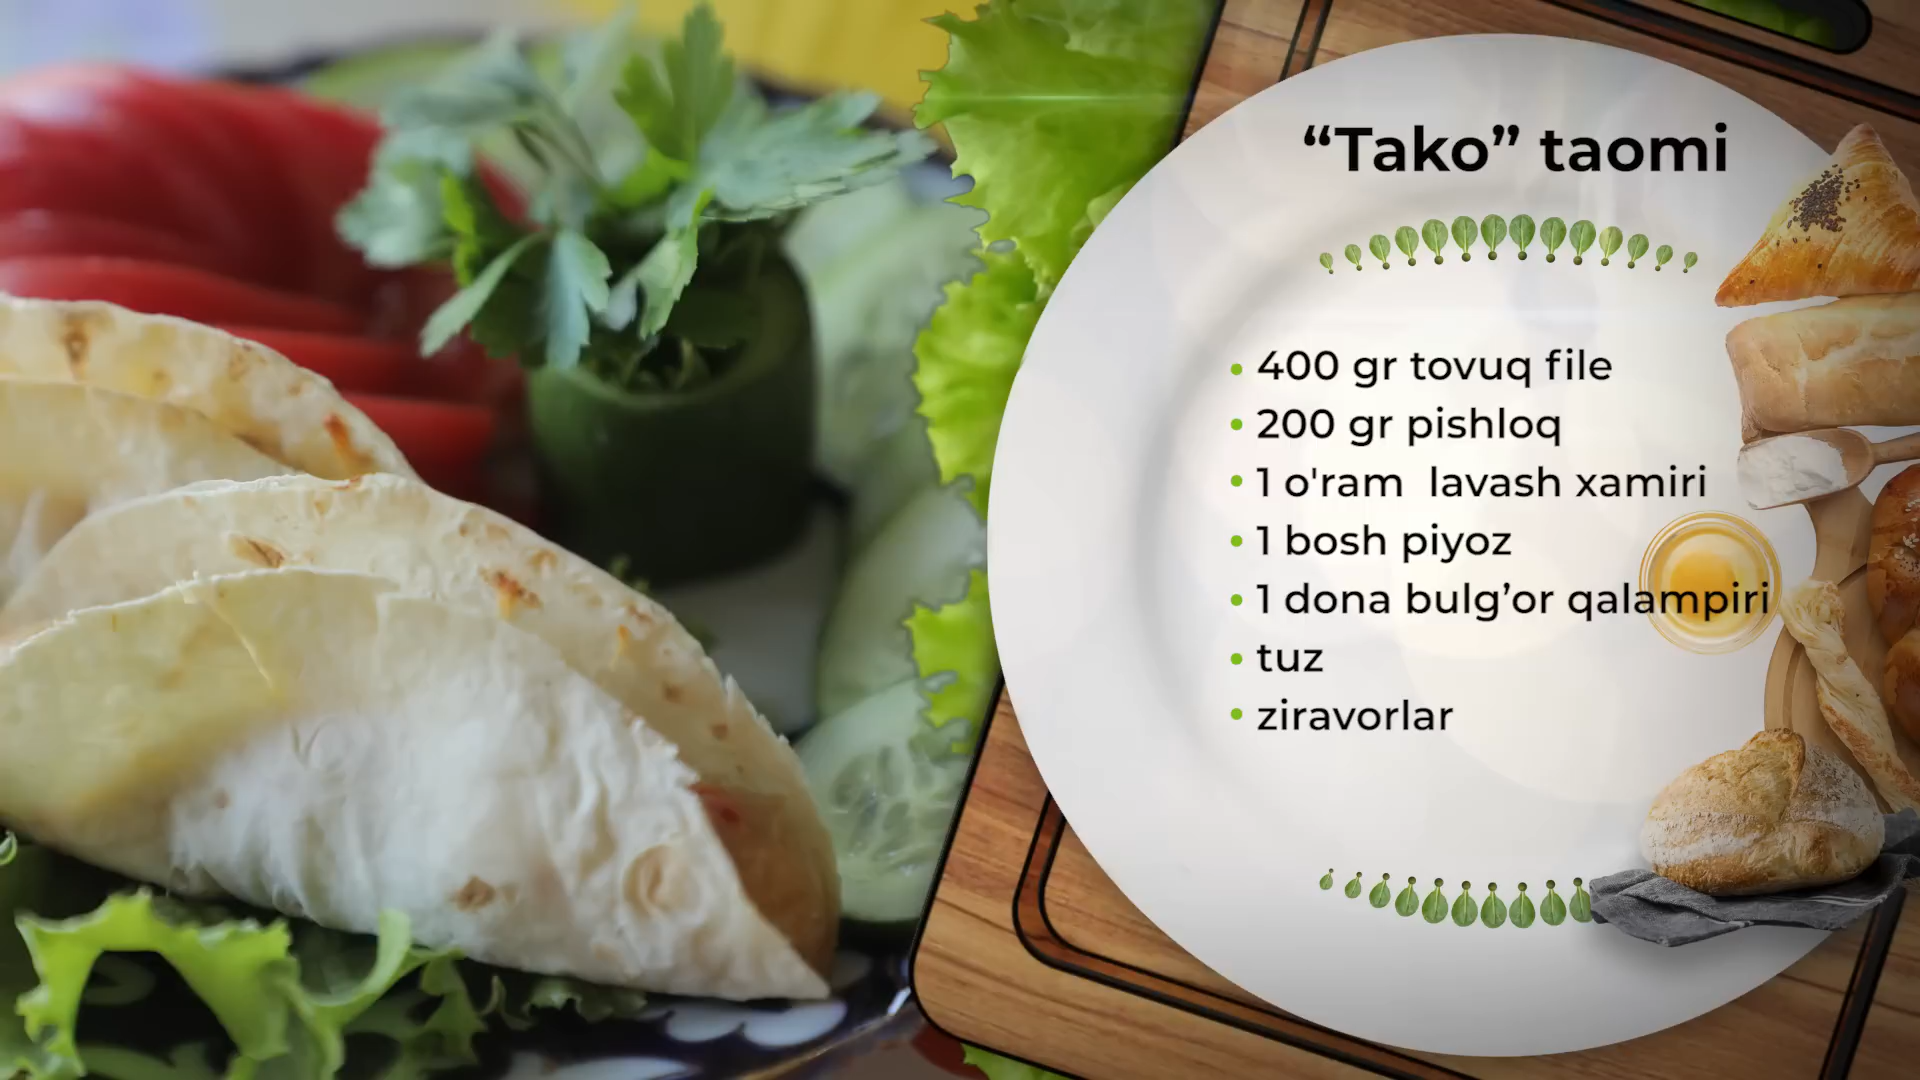 “Tako” taomi
400 gr tovuq file
200 gr pishloq
1 o'ram lavash xamiri
1 bosh piyoz
1 dona bulg’or qalampiri
tuz
ziravorlar